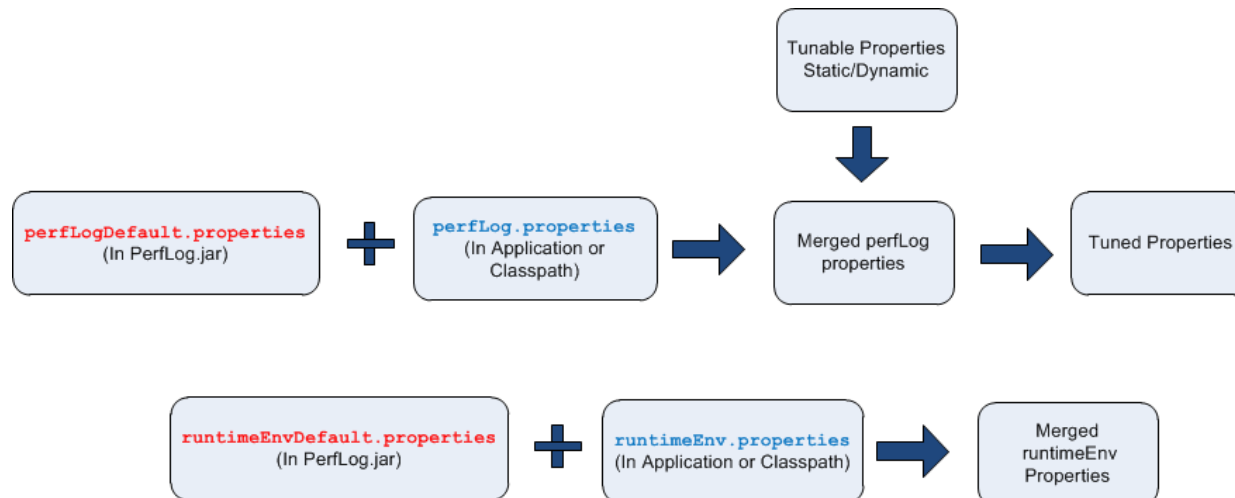 Tunable Properties
Static/Dynamic
perfLogDefault.properties
(In PerfLog.jar)
perfLog.properties
(In Application or
Classpath)
Merged perfLog
properties
Tuned Properties
runtimeEnvDefault.properties
(In PerfLog.jar)
runtimeEnv.properties
(In Application or Classpath)
Merged
runtimeEnv
Properties